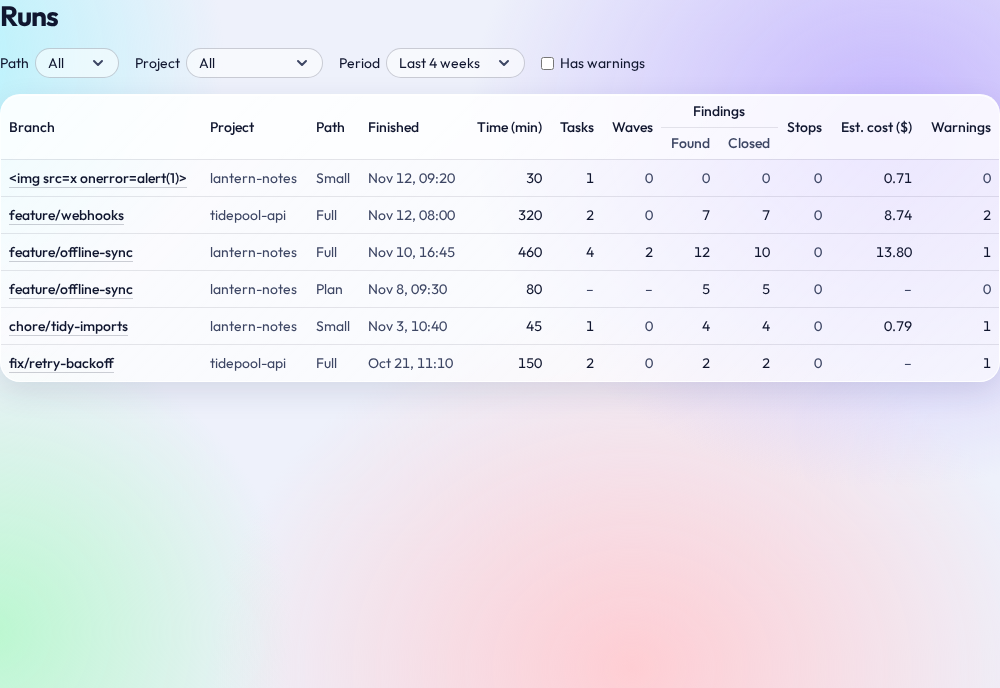 Runs
Path All Project All Period Last 4 weeks Has warnings
Findings
Branch Project Path Finished Time (min) Tasks Waves Stops Est. cost ($) Warnings
Found Closed
<img src=x onerror=alert(1)> lantern-notes Small Nov 12, 09:20 30 1 0 0 0 0 0.71 0
feature/webhooks tidepool-api Full Nov 12, 08:00 320 2 0 7 7 0 8.74 2
feature/offline-sync lantern-notes Full Nov 10, 16:45 460 4 2 12 10 0 13.80 1
feature/offline-sync lantern-notes Plan Nov 8, 09:30 80 – – 5 5 0 – 0
chore/tidy-imports lantern-notes Small Nov 3, 10:40 45 1 0 4 4 0 0.79 1
fix/retry-backoff tidepool-api Full Oct 21, 11:10 150 2 0 2 2 0 – 1